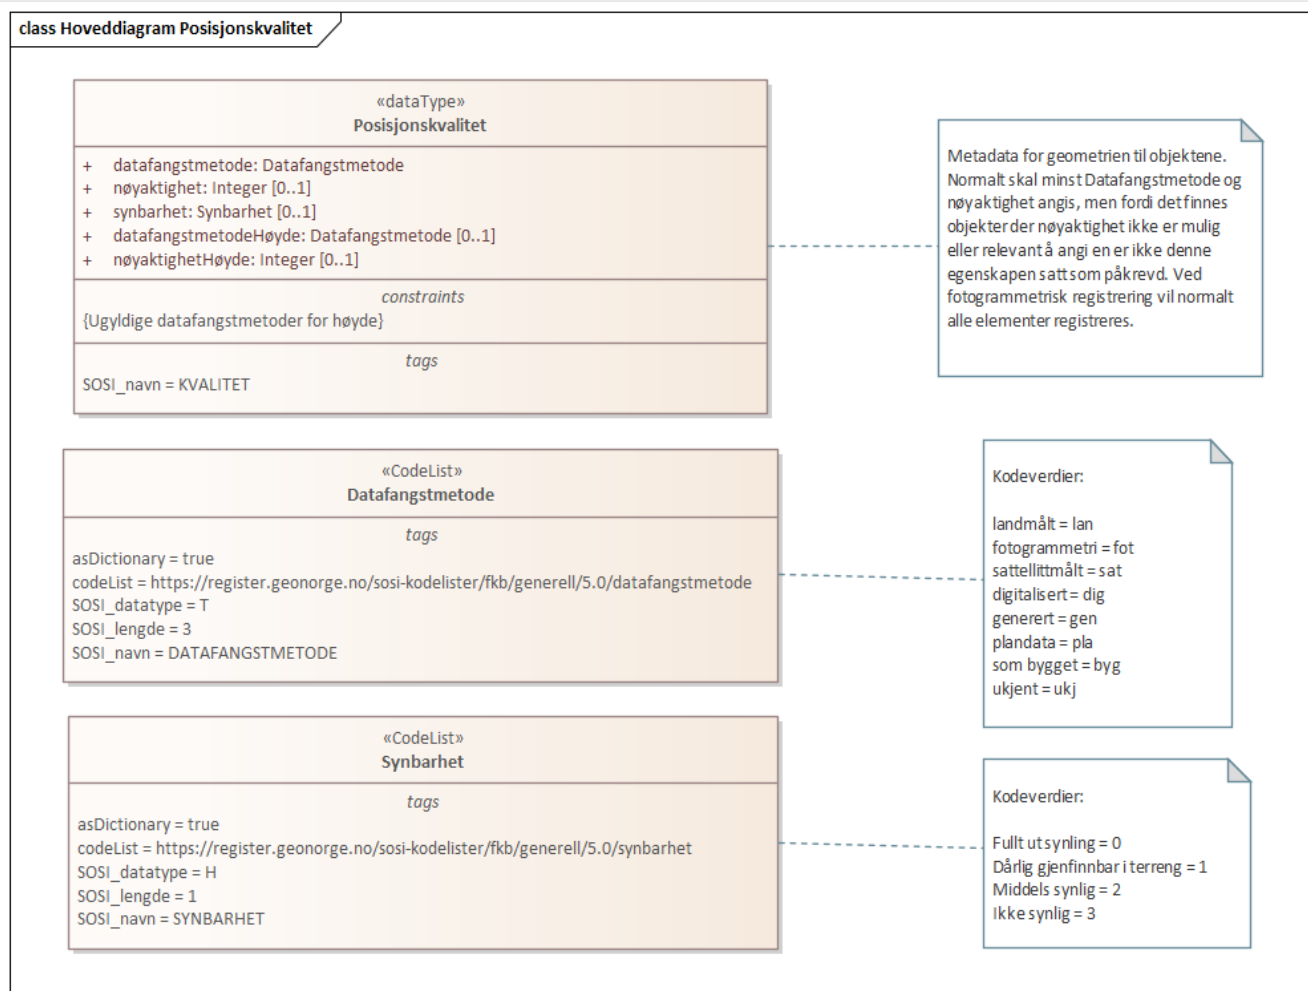 class Hoveddiagram Posisjonskvalitet
«dataType»
Posisjonskvalitet
+ datafangstmetode: Datafangstmetode
+ nøyaktighet: Integer [0..1]
+ synbarhet: Synbarhet [0..1]
+ datafangstmetodeHøyde: Datafangstmetode [0..1]
+ nøyaktighetHøyde: Integer [0..1]
constraints
{Ugyldige datafangstmetoder for høyde}
tags
SOSI_navn = KVALITET
Metadata for geometrien til objektene.
Normalt skal minst Datafangstmetode og
nøyaktighet angis, men fordi det finnes
objekter der nøyaktighet ikke er mulig
eller relevant å angi en er ikke denne
egenskapen satt som påkrevd. Ved
fotogrammetrisk registrering vil normalt
alle elementer registreres.
«CodeList»
Datafangstmetode
tags
asDictionary = true
codeList = https://register.geonorge.no/sosi-kodelister/fkb/generell/5.0/datafangstmetode
SOSI_datatype = T
SOSI_lengde = 3
SOSI_navn = DATAFANGSTMETODE
Kodeverdier:
landmålt = lan
fotogrammetri = fot
sattellittmålt = sat
digitalisert = dig
generert = gen
plandata = pla
som bygget = byg
ukjent = ukj
«CodeList»
Synbarhet
tags
asDictionary = true
codeList = https://register.geonorge.no/sosi-kodelister/fkb/generell/5.0/synbarhet
SOSI_datatype = H
SOSI_lengde = 1
SOSI_navn = SYNBARHET
Kodeverdier:
Fullt ut synling = 0
Dårlig gjenfinnbar i terreng = 1
Middels synlig = 2
Ikke synlig = 3